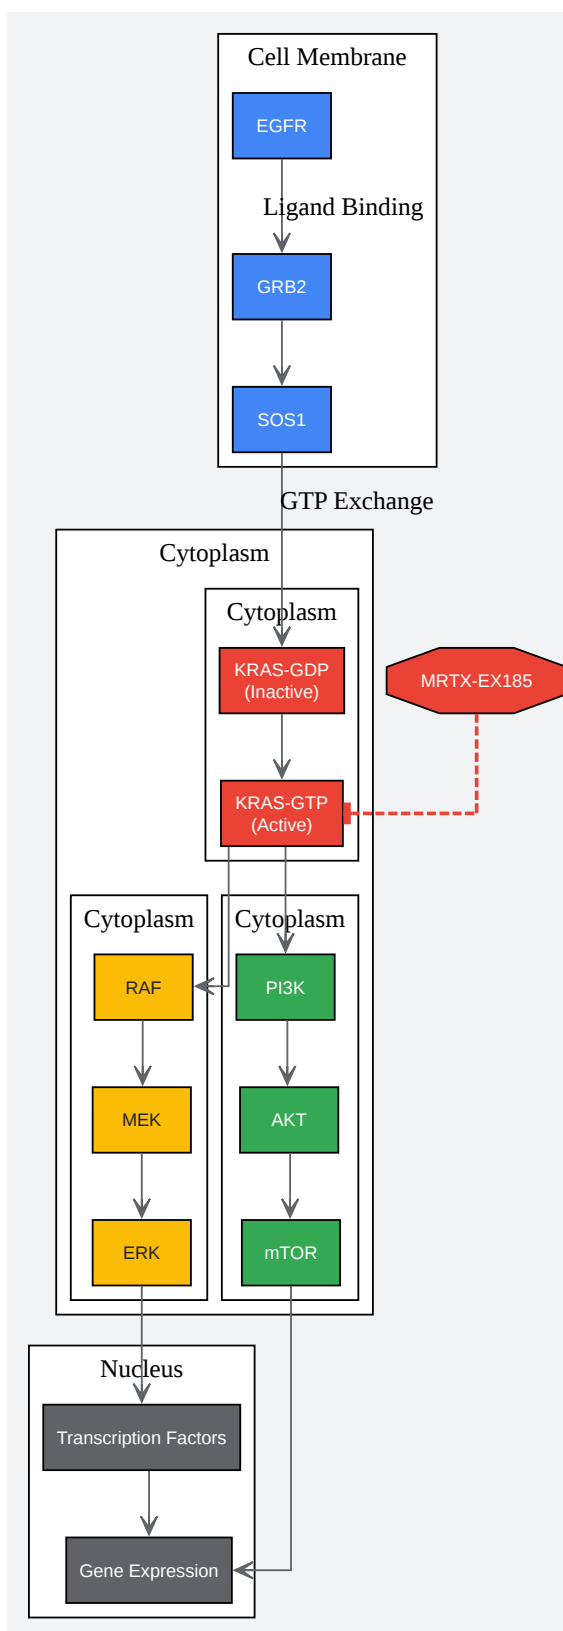 Cell Membrane
EGFR
Ligand Binding
GRB2
SOS1
GTP Exchange
Cytoplasm
Cytoplasm
KRAS-GDP
(Inactive)
MRTX-EX185
KRAS-GTP
(Active)
Cytoplasm
Cytoplasm
RAF
PI3K
MEK
AKT
ERK
mTOR
Nucleus
Transcription Factors
Gene Expression